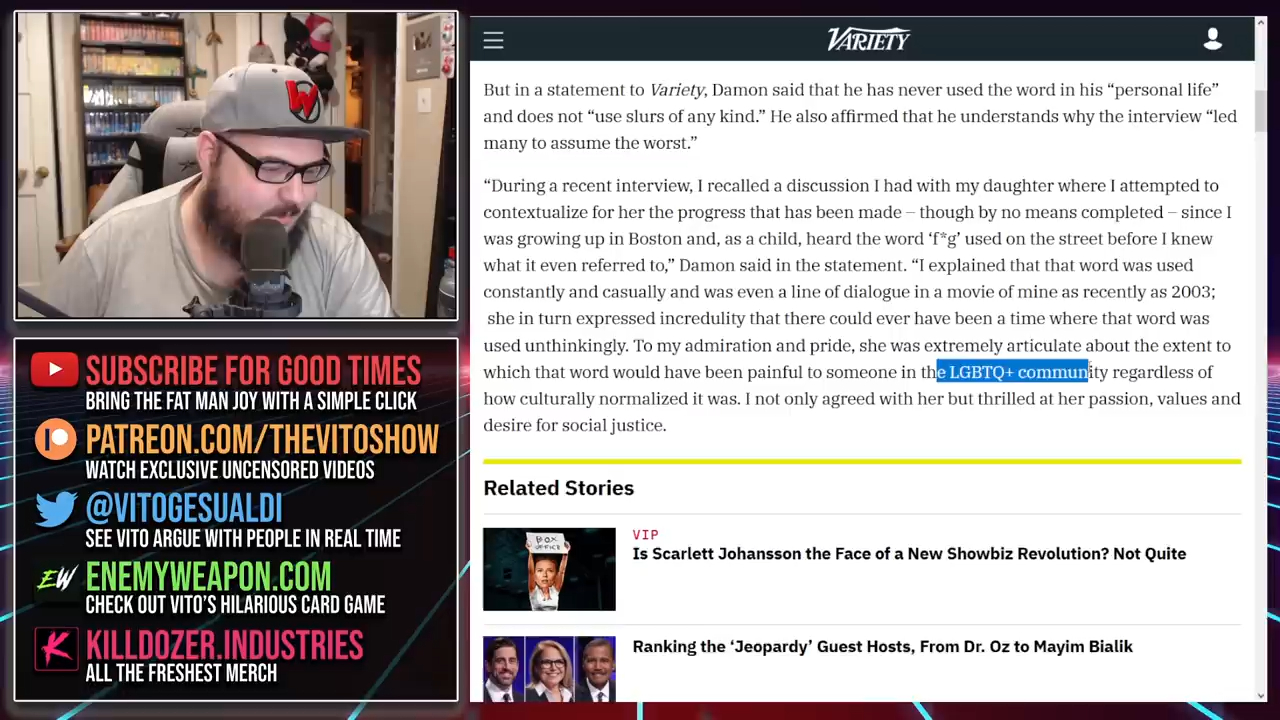 SUBSCRIBE FOR GOOD TIMES
BRING THE FAT MAN JOY WITH A SIMPLE CLICK
PATREON.COM/THEVITOSHOW
WATCH EXCLUSIVE UNCENSORED VIDEOS
@VITOGESUALDI
SEE VITO ARGUE WITH PEOPLE IN REAL TIME
EW
ENEMYWEAPON.COM
CHECK OUT VITO'S HILARIOUS CARD GAME
K
KILLDOZER.INDUSTRIES
ALL THE FRESHEST MERCH
VARIETY
But in a statement to Variety, Damon said that he has never used the word in his “personal life”
and does not “use slurs of any kind.” He also affirmed that he understands why the interview “led
many to assume the worst.”
“During a recent interview, I recalled a discussion I had with my daughter where I attempted to
contextualize for her the progress that has been made – though by no means completed – since I
was growing up in Boston and, as a child, heard the word ‘f*g’ used on the street before I knew
what it even referred to,” Damon said in the statement. “I explained that that word was used
constantly and casually and was even a line of dialogue in a movie of mine as recently as 2003;
she in turn expressed incredulity that there could ever have been a time where that word was
used unthinkingly. To my admiration and pride, she was extremely articulate about the extent to
which that word would have been painful to someone in the LGBTQ+ community regardless of
how culturally normalized it was. I not only agreed with her but thrilled at her passion, values and
desire for social justice.
Related Stories
BOX
OFFICE
VIP
Is Scarlett Johansson the Face of a New Showbiz Revolution? Not Quite
Ranking the ‘Jeopardy’ Guest Hosts, From Dr. Oz to Mayim Bialik